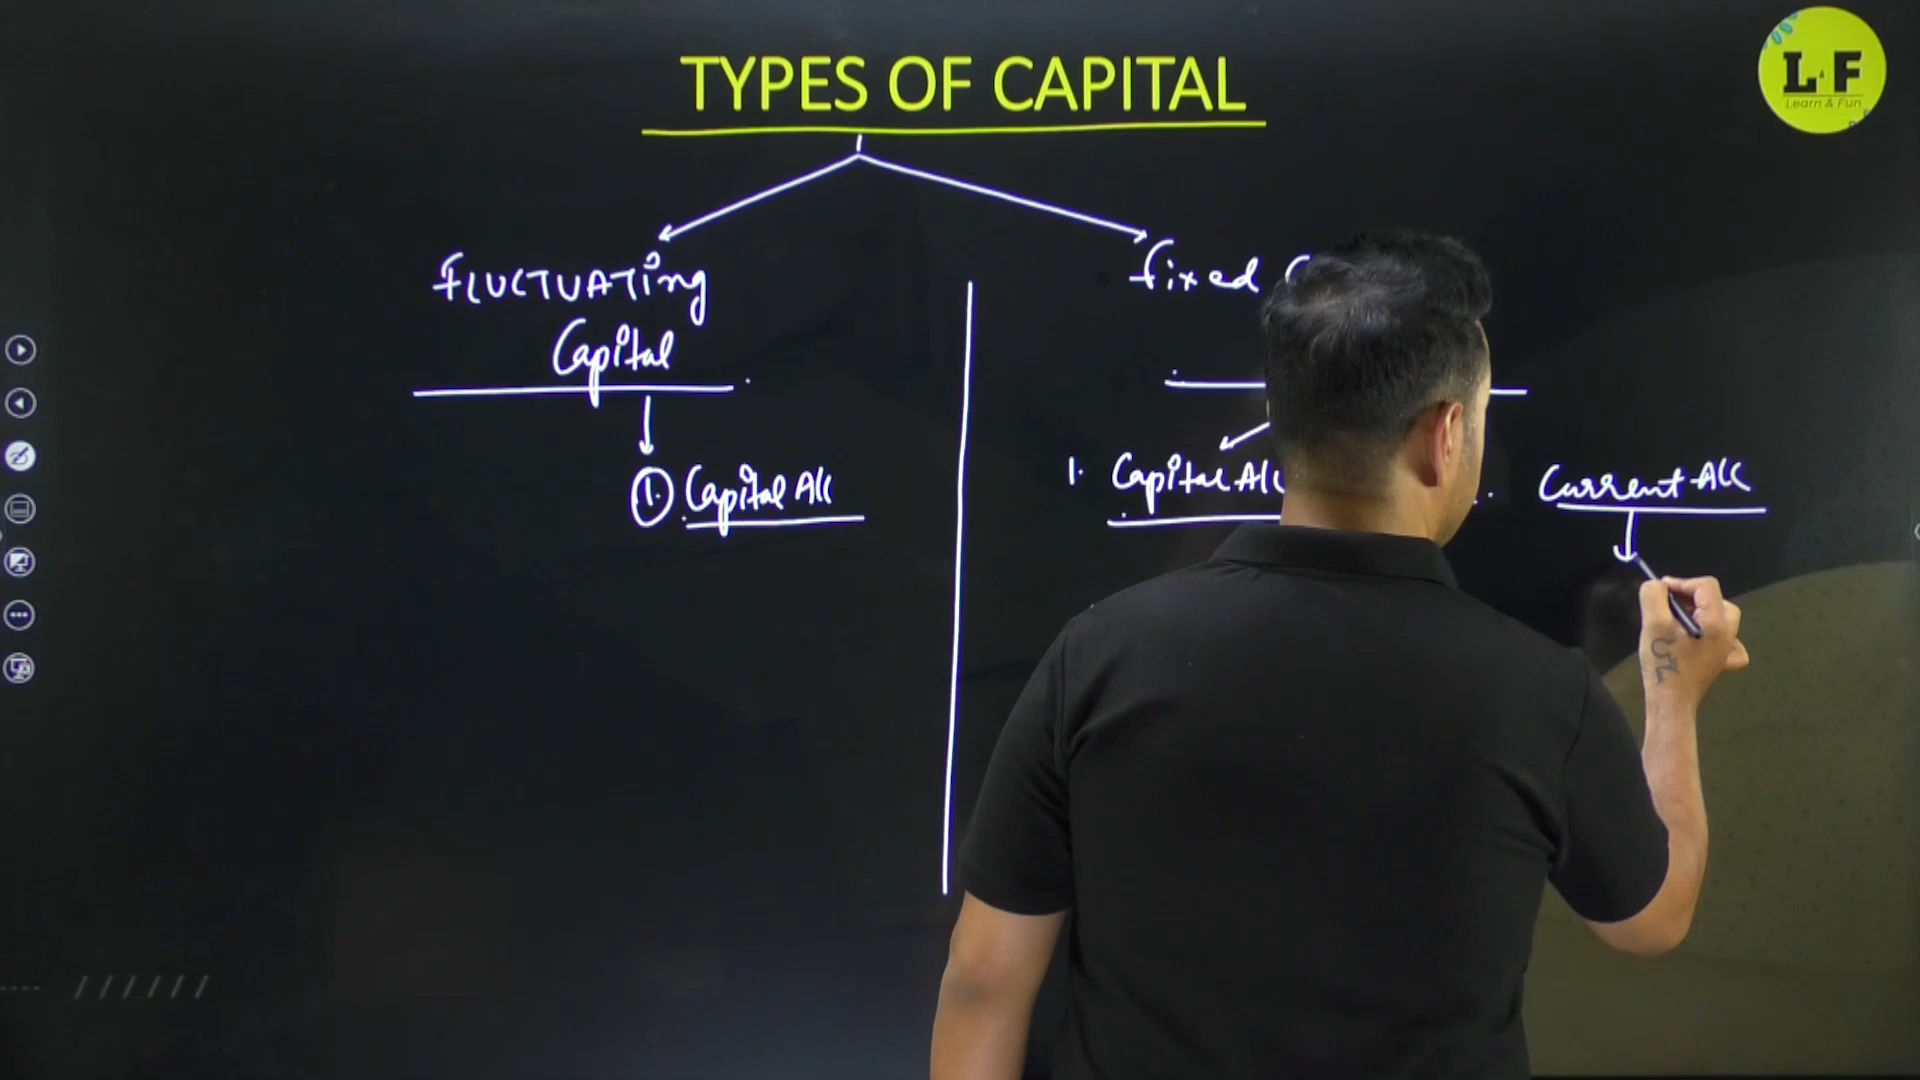 TYPES OF CAPITAL
L&F
Learn & Fun
FLUCTUATing
Capital
fixed
1. Capital A/c
Current A/c
① Capital A/c